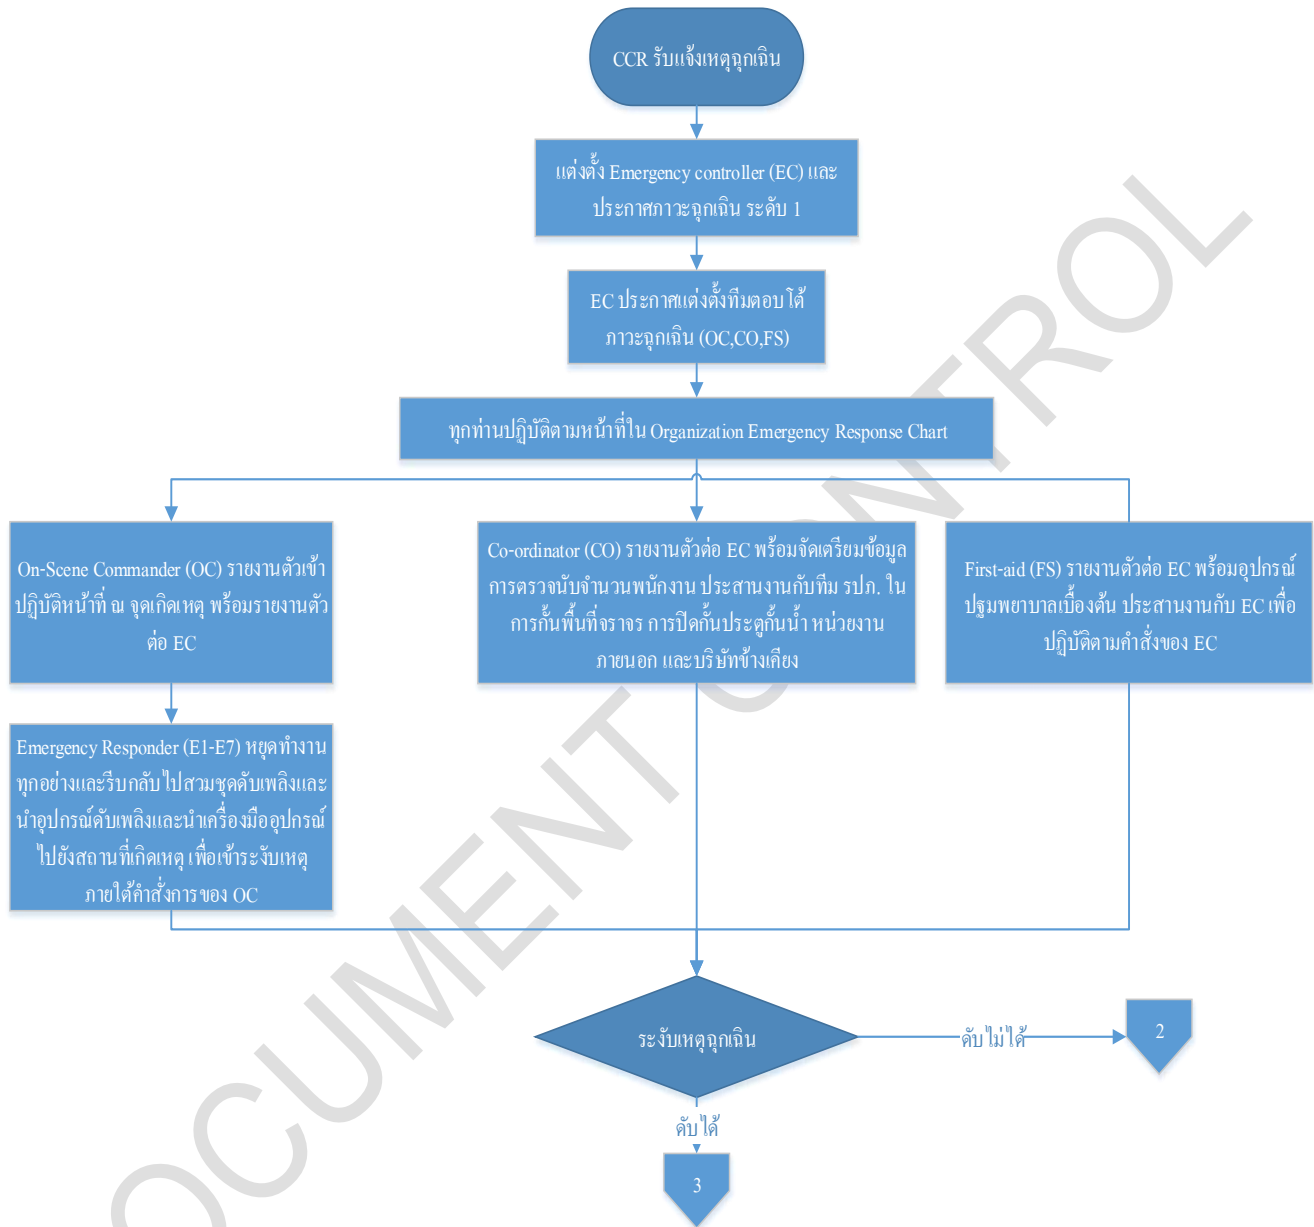 CCR รับแจ้งเหตุฉุกเฉิน
แต่งตั้ง Emergency controller (EC) และ
ประกาศภาวะฉุกเฉิน ระดับ 1
EC ประกาศแต่งตั้งทีมตอบโต้
ภาวะฉุกเฉิน (OC,CO,FS)
ทุกท่านปฏิบัติตามหน้าที่ใน Organization Emergency Response Chart
On-Scene Commander (OC) รายงานตัวเข้า
ปฏิบัติหน้าที่ ณ จุดเกิดเหตุ พร้อมรายงานตัว
ต่อ EC
Co-ordinator (CO) รายงานตัวต่อ EC พร้อมจัดเตรียมข้อมูล
การตรวจนับจำนวนพนักงาน ประสานงานกับทีม รปภ. ใน
การกั้นพื้นที่จราจร การปิดกั้นประตูกั้นน้ำ หน่วยงาน
ภายนอก และบริษัทข้างเคียง
First-aid (FS) รายงานตัวต่อ EC พร้อมอุปกรณ์
ปฐมพยาบาลเบื้องต้น ประสานงานกับ EC เพื่อ
ปฏิบัติตามคำสั่งของ EC
Emergency Responder (E1-E7) หยุดทำงาน
ทุกอย่างและรีบกลับไปสวมชุดดับเพลิงและ
นำอุปกรณ์ดับเพลิงและนำเครื่องมืออุปกรณ์
ไปยังสถานที่เกิดเหตุ เพื่อเข้าระงับเหตุ
ภายใต้คำสั่งการของ OC
ระงับเหตุฉุกเฉิน
ดับไม่ได้
2
ดับได้
3
OCUMENT CONTROL